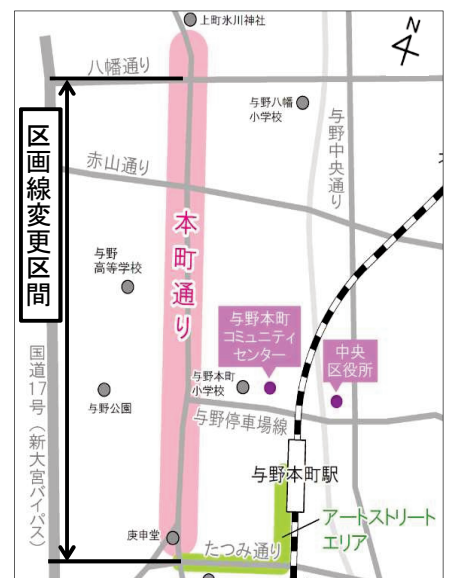 上町氷川神社
N
八幡通り
与野八幡
小学校
与野中央通り
赤山通り
区画線変更区間
本町通り
与野
高等学校
与野本町
コミュニティ
センター
中央
区役所
国道17号（新大宮バイパス）
与野本町
小学校
与野公園
与野停車場線
与野本町駅
アートストリート
エリア
庚申堂
たつみ通り